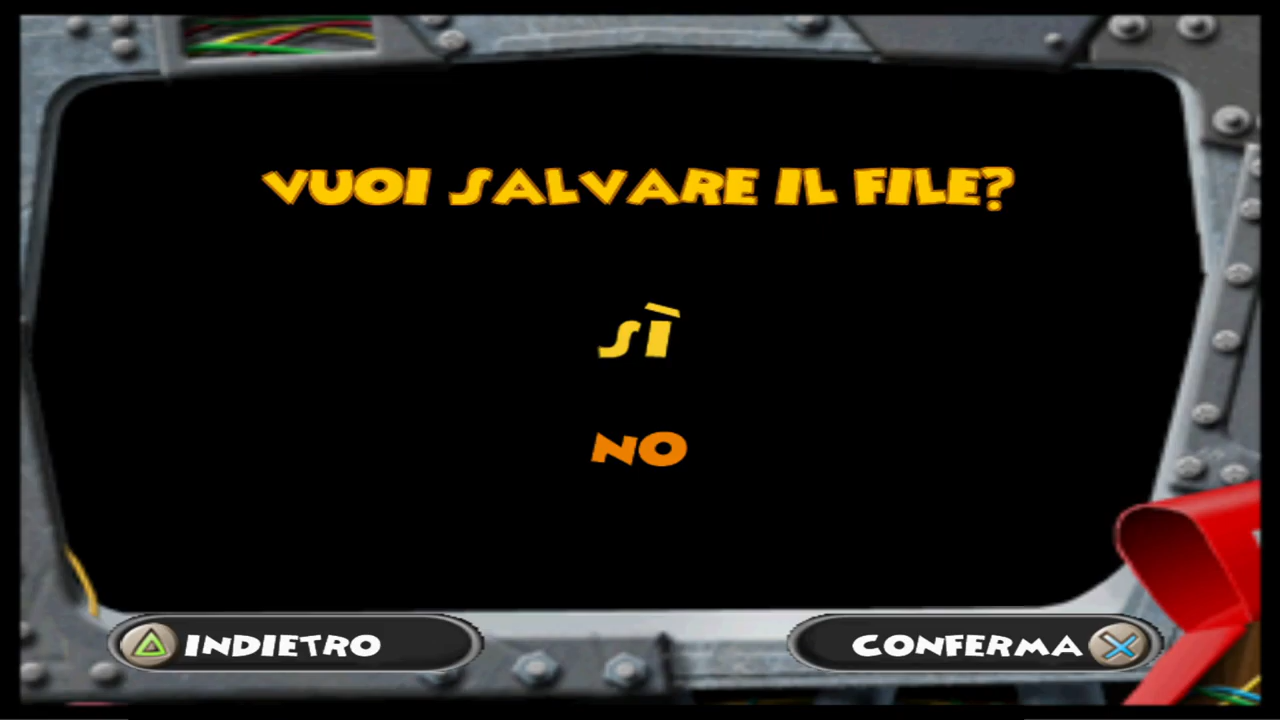 VUOI SALVARE IL FILE?
SÌ
NO
INDIETRO
CONFERMA